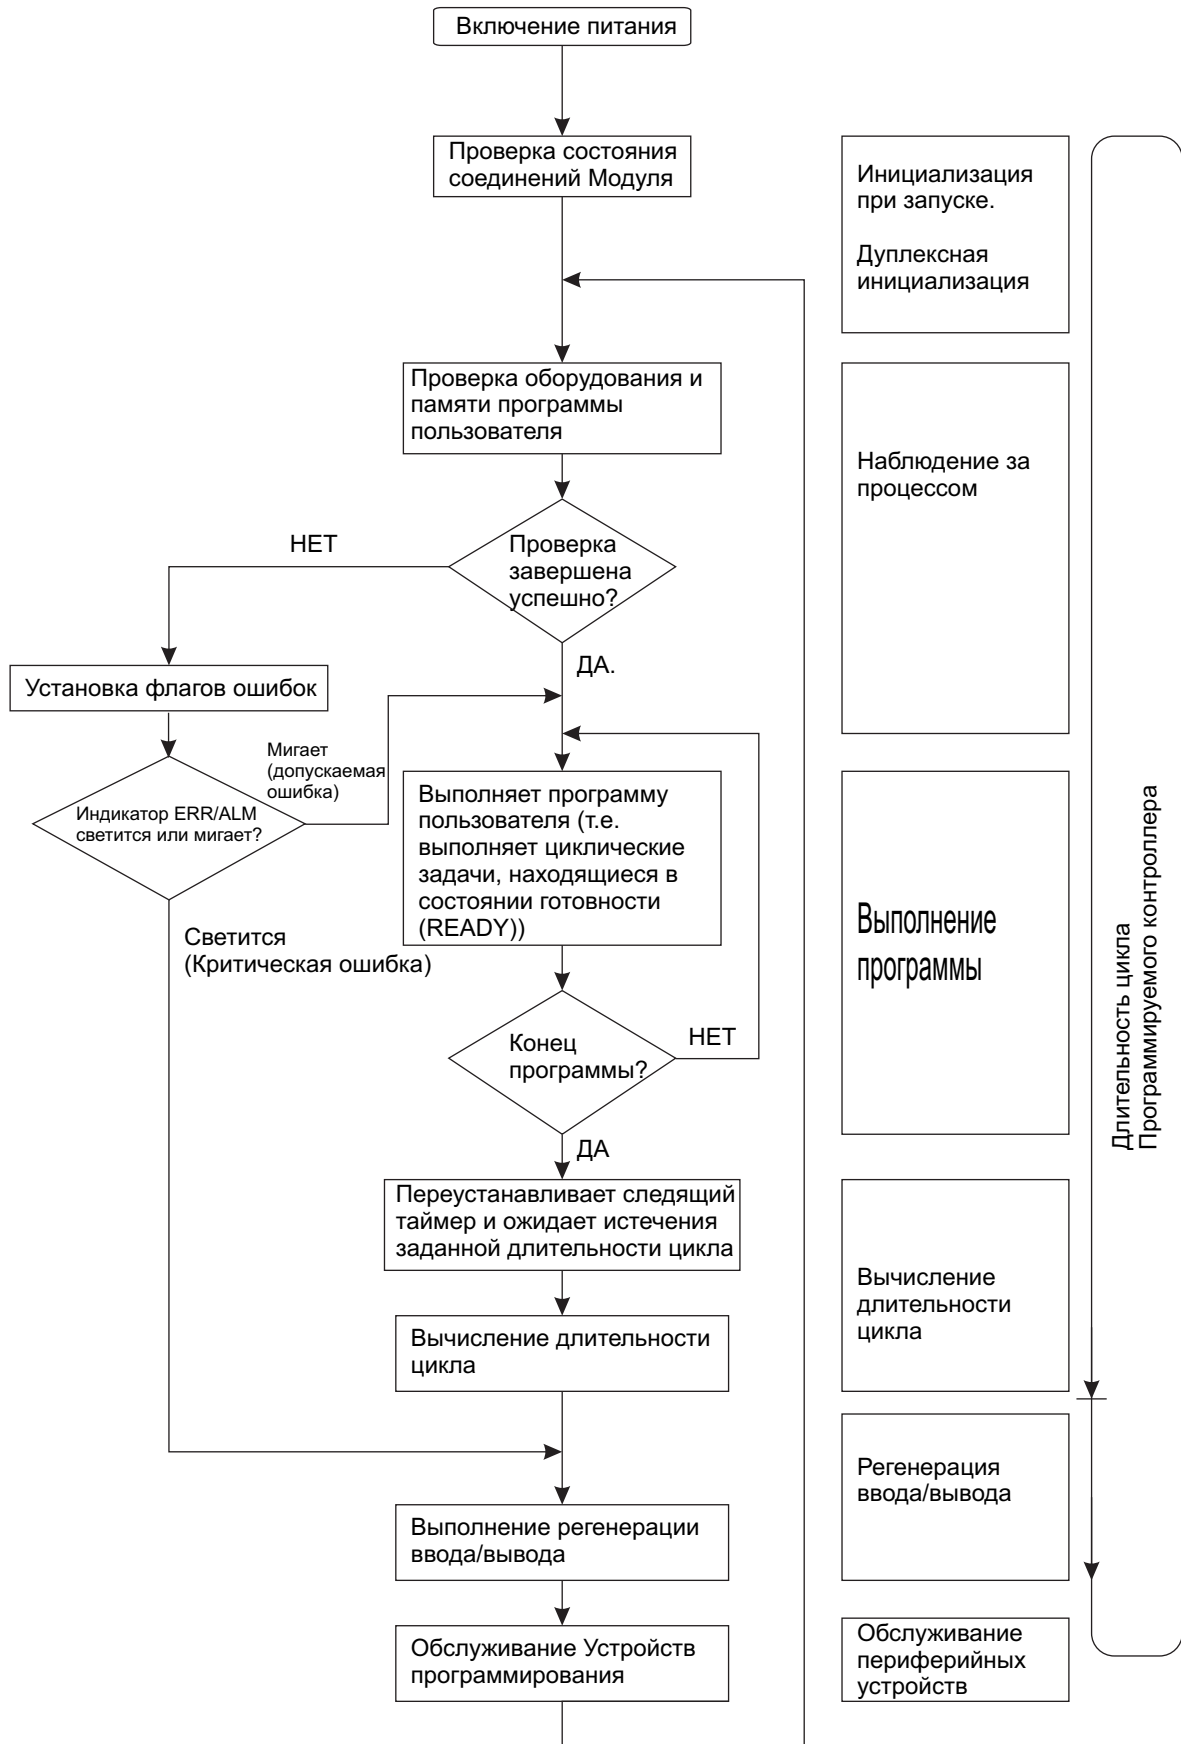 Включение питания
Проверка состояния
соединений Модуля
Инициализация
при запуске.
Дуплексная
инициализация
Проверка оборудования и
памяти программы
пользователя
Наблюдение за
процессом
НЕТ
Проверка
завершена
успешно?
ДА.
Установка флагов ошибок
Мигает
(допускаемая
ошибка)
Индикатор ERR/ALM
светится или мигает?
Выполняет программу
пользователя (т.е.
выполняет циклические
задачи, находящиеся в
состоянии готовности
(READY))
Выполнение
программы
Светится
(Критическая ошибка)
Длительность цикла
Программируемого контроллера
Конец
программы?
НЕТ
ДА
Переустанавливает следящий
таймер и ожидает истечения
заданной длительности цикла
Вычисление
длительности
цикла
Вычисление длительности
цикла
Регенерация
ввода/вывода
Выполнение регенерации
ввода/вывода
Обслуживание Устройств
программирования
Обслуживание
периферийных
устройств